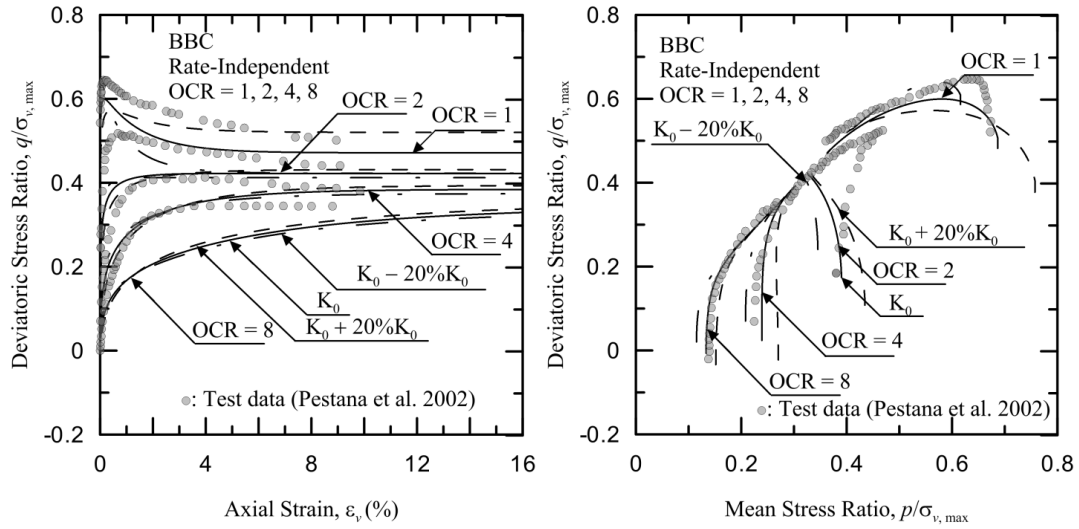 BBC
Rate-Independent
OCR = 1, 2, 4, 8
OCR = 2
OCR = 1
OCR = 4
K₀ − 20%K₀
K₀
K₀ + 20%K₀
OCR = 8
: Test data (Pestana et al. 2002)
0.8
0.6
0.4
0.2
0
-0.2
0 4 8 12 16
Deviatoric Stress Ratio, q/σv, max
Axial Strain, εv (%)
BBC
Rate-Independent
OCR = 1, 2, 4, 8
OCR = 1
K₀ − 20%K₀
K₀ + 20%K₀
OCR = 2
K₀
OCR = 4
OCR = 8
: Test data (Pestana et al. 2002)
0.8
0.6
0.4
0.2
0
-0.2
0 0.2 0.4 0.6 0.8
Deviatoric Stress Ratio, q/σv, max
Mean Stress Ratio, p/σv, max